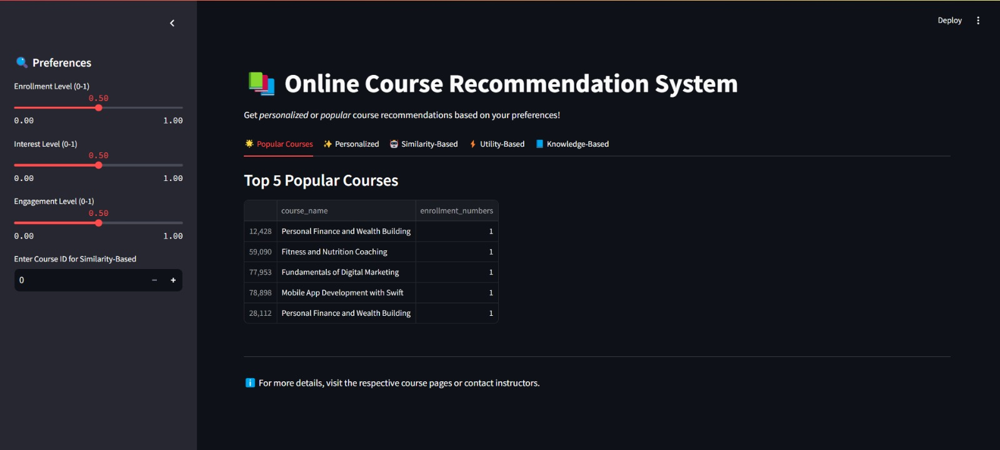 Deploy
Preferences
Enrollment Level (0-1)
0.50
0.00 1.00
Interest Level (0-1)
0.50
0.00 1.00
Engagement Level (0-1)
0.50
0.00 1.00
Enter Course ID for Similarity-Based
0
Online Course Recommendation System
Get personalized or popular course recommendations based on your preferences!
Popular Courses Personalized Similarity-Based Utility-Based Knowledge-Based
Top 5 Popular Courses
course_name enrollment_numbers
12,428 Personal Finance and Wealth Building 1
59,090 Fitness and Nutrition Coaching 1
77,953 Fundamentals of Digital Marketing 1
78,898 Mobile App Development with Swift 1
28,112 Personal Finance and Wealth Building 1
For more details, visit the respective course pages or contact instructors.